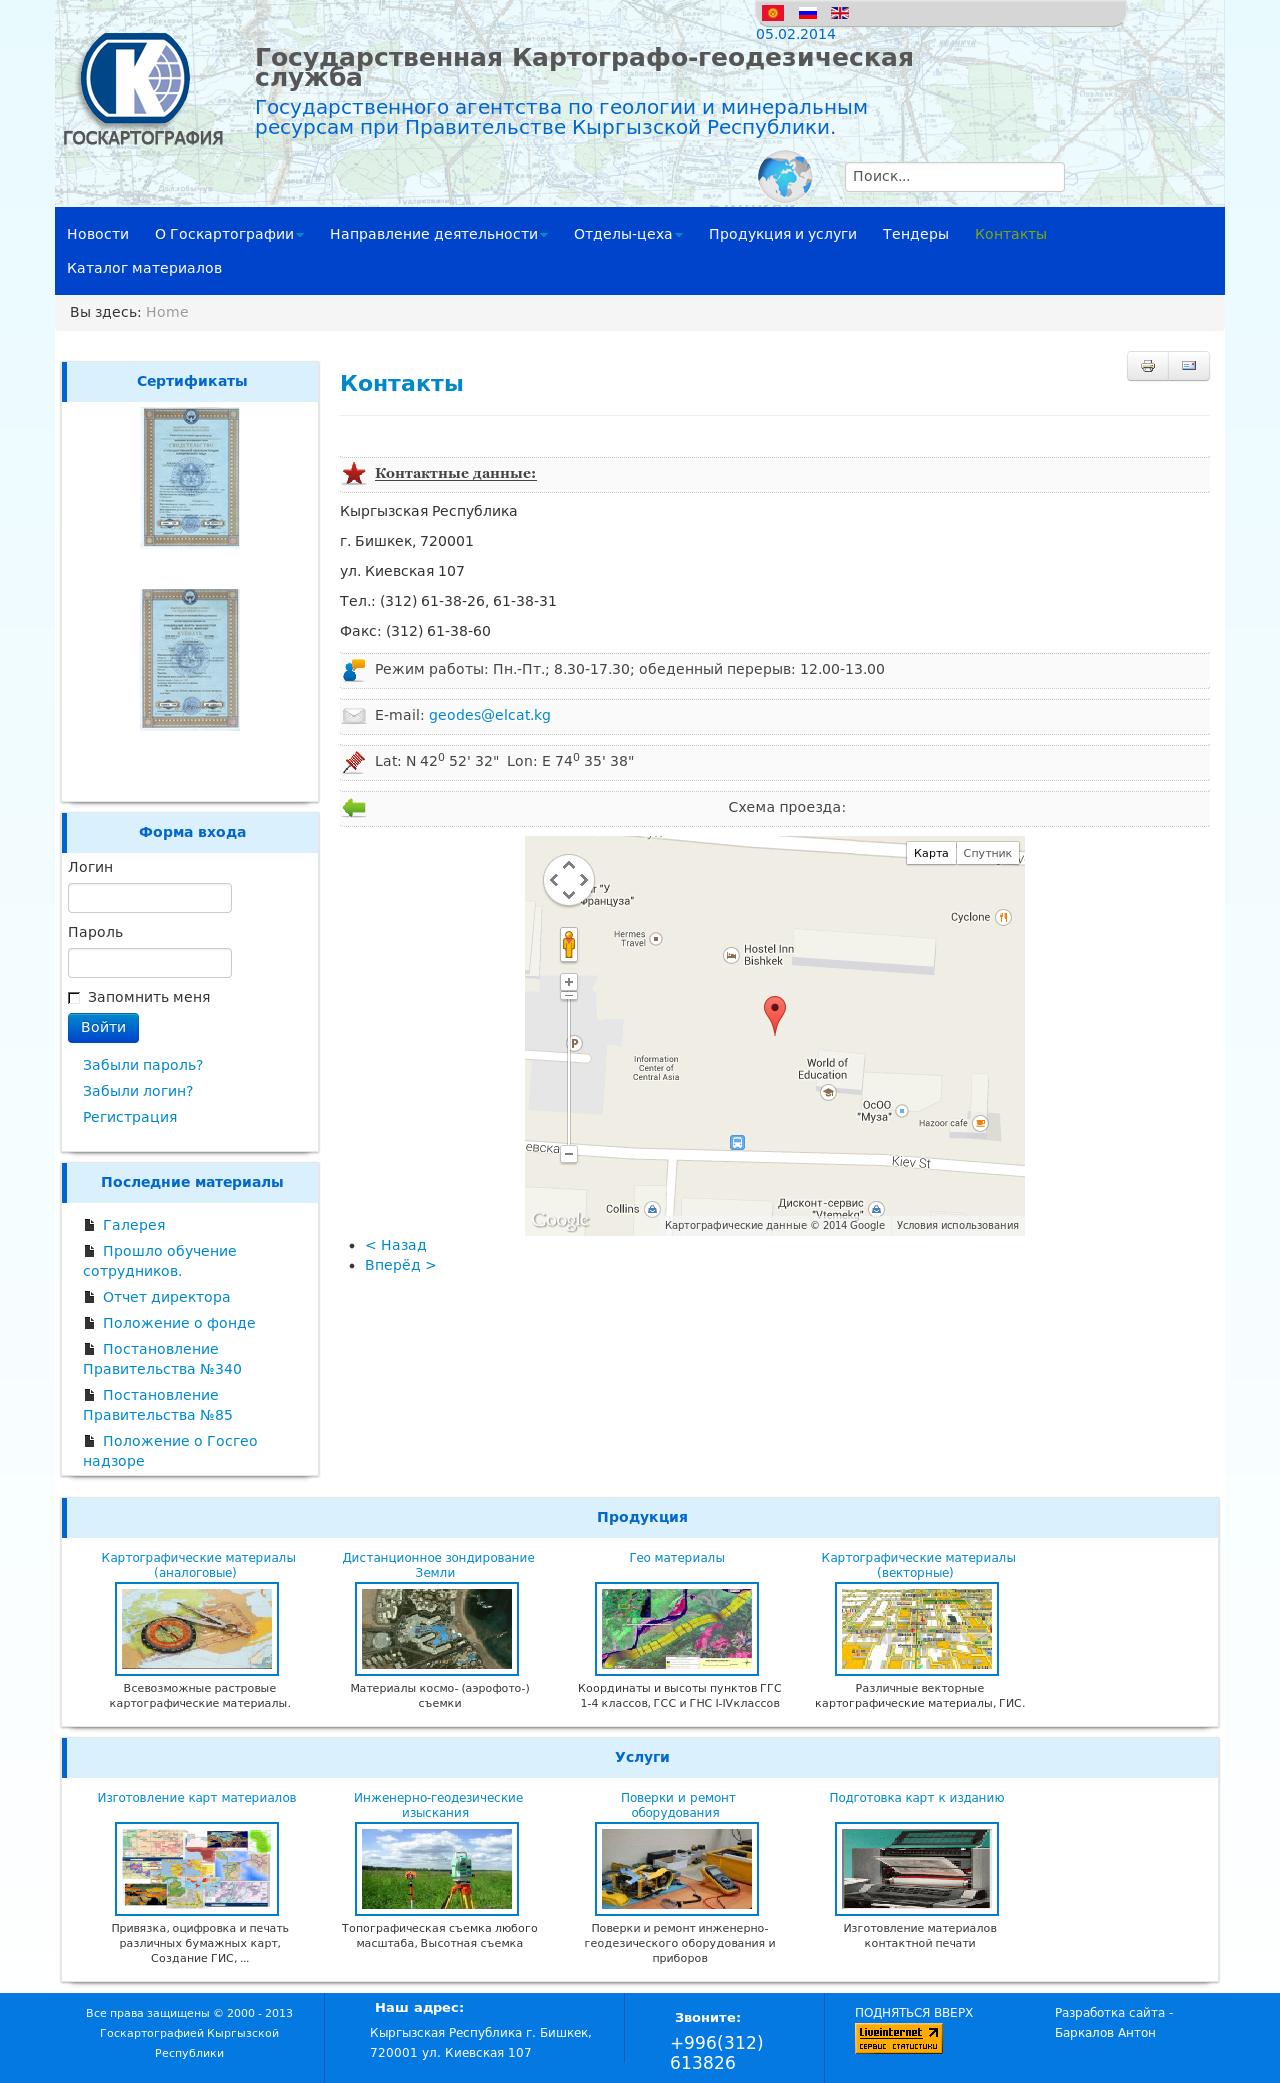 05.02.2014
Государственная Картографо-геодезическая
служба
Государственного агентства по геологии и минеральным
ресурсам при Правительстве Кыргызской Республики.
ГОСКАРТОГРАФИЯ
Поиск...
Новости О Госкартографии Направление деятельности Отделы-цеха Продукция и услуги Тендеры Контакты
Каталог материалов
Вы здесь: Home
Сертификаты
Форма входа
Логин
Пароль
Запомнить меня
Войти
Забыли пароль?
Забыли логин?
Регистрация
Последние материалы
Галерея
Прошло обучение
сотрудников.
Отчет директора
Положение о фонде
Постановление
Правительства №340
Постановление
Правительства №85
Положение о Госгео
надзоре
Контакты
Контактные данные:
Кыргызская Республика
г. Бишкек, 720001
ул. Киевская 107
Тел.: (312) 61-38-26, 61-38-31
Факс: (312) 61-38-60
Режим работы: Пн.-Пт.; 8.30-17.30; обеденный перерыв: 12.00-13.00
E-mail: geodes@elcat.kg
Lat: N 42⁰ 52' 32" Lon: E 74⁰ 35' 38"
Схема проезда:
Карта Спутник
"У
Француза"
Cyclone
Hermes
Travel
Hostel Inn
Bishkek
P
Information
Center of
Central Asia
World of
Education
ОсОО
"Муза"
Hazoor cafe
Kiev St
Collins
Дисконт-сервис
Google
Картографические данные © 2014 Google Условия использования
< Назад
Вперёд >
Продукция
Картографические материалы
(аналоговые)
Всевозможные растровые
картографические материалы.
Дистанционное зондирование
Земли
Материалы космо- (аэрофото-)
съемки
Гео материалы
Координаты и высоты пунктов ГГС
1-4 классов, ГСС и ГНС I-IVклассов
Картографические материалы
(векторные)
Различные векторные
картографические материалы, ГИС.
Услуги
Изготовление карт материалов
Привязка, оцифровка и печать
различных бумажных карт,
Создание ГИС, ...
Инженерно-геодезические
изыскания
Топографическая съемка любого
масштаба, Высотная съемка
Поверки и ремонт
оборудования
Поверки и ремонт инженерно-
геодезического оборудования и
приборов
Подготовка карт к изданию
Изготовление материалов
контактной печати
Все права защищены © 2000 - 2013
Госкартографией Кыргызской
Республики
Наш адрес:
Кыргызская Республика г. Бишкек,
720001 ул. Киевская 107
Звоните:
+996(312)
613826
ПОДНЯТЬСЯ ВВЕРХ
Liveinternet
СЕРВИС СТАТИСТИКИ
Разработка сайта -
Баркалов Антон